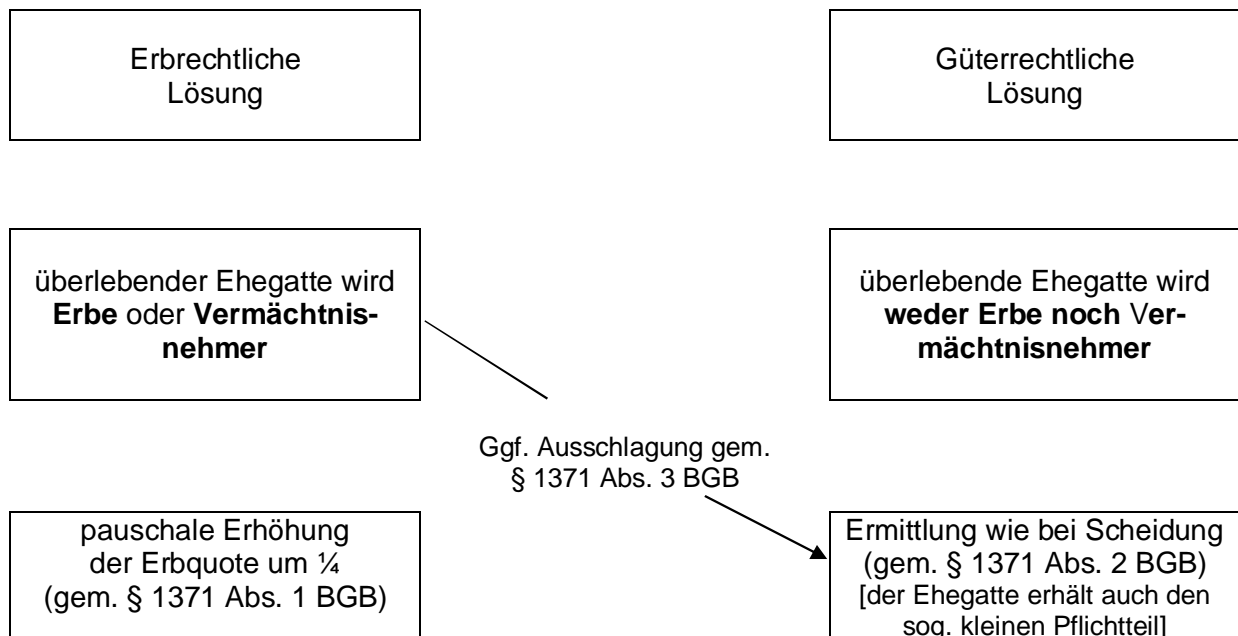 Erbrechtliche
Lösung
Güterrechtliche
Lösung
überlebender Ehegatte wird
Erbe oder Vermächtnis-
nehmer
überlebende Ehegatte wird
weder Erbe noch Ver-
mächtnisnehmer
Ggf. Ausschlagung gem.
§ 1371 Abs. 3 BGB
pauschale Erhöhung
der Erbquote um ¼
(gem. § 1371 Abs. 1 BGB)
Ermittlung wie bei Scheidung
(gem. § 1371 Abs. 2 BGB)
[der Ehegatte erhält auch den
sog. kleinen Pflichtteil]